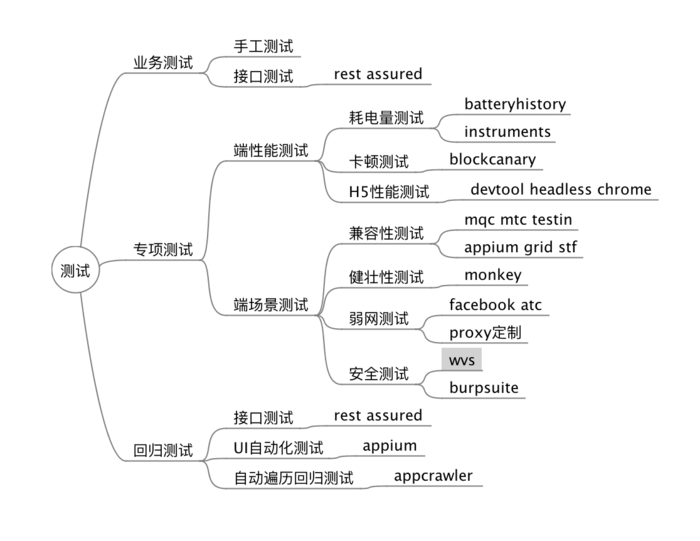 测试
业务测试
手工测试
接口测试
rest assured
专项测试
端性能测试
耗电量测试
batteryhistory
instruments
卡顿测试
blockcanary
H5性能测试
devtool headless chrome
端场景测试
兼容性测试
mqc mtc testin
appium grid stf
健壮性测试
monkey
弱网测试
facebook atc
proxy定制
安全测试
wvs
burpsuite
回归测试
接口测试
rest assured
UI自动化测试
appium
自动遍历回归测试
appcrawler